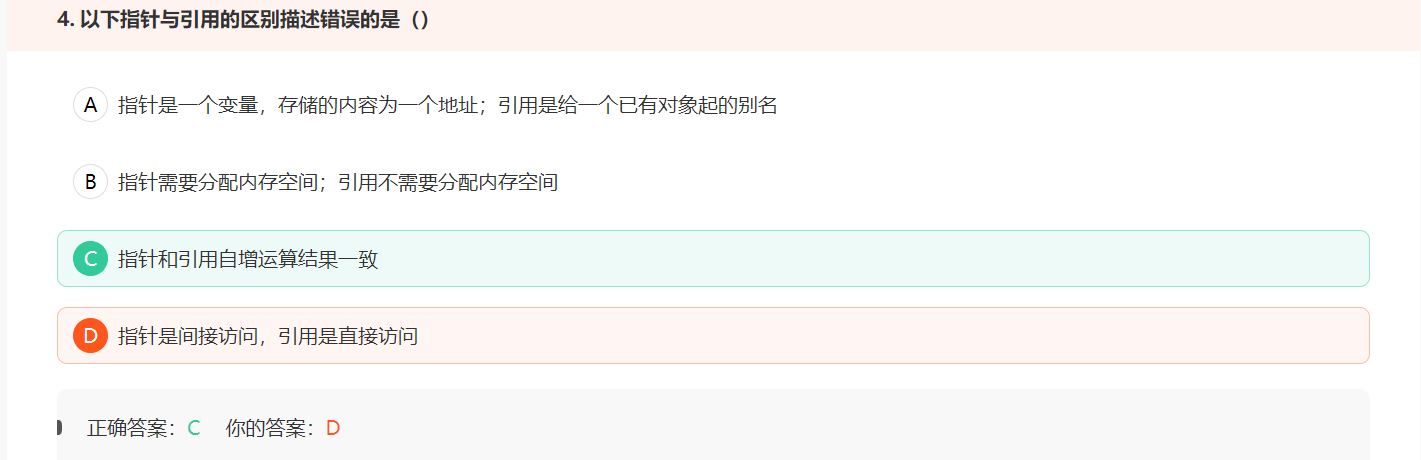 4. 以下指针与引用的区别描述错误的是（）
A 指针是一个变量，存储的内容为一个地址；引用是给一个已有对象起的别名
B 指针需要分配内存空间；引用不需要分配内存空间
C 指针和引用自增运算结果一致
D 指针是间接访问，引用是直接访问
正确答案：C 你的答案：D